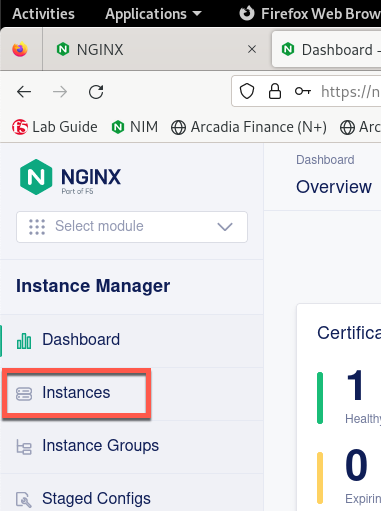 Activities Applications Firefox Web Brow
NGINX Dashboard -
https://n
Lab Guide NIM Arcadia Finance (N+) Arc
NGINX
Part of F5
Select module
Instance Manager
Dashboard
Instances
Instance Groups
Staged Configs
Dashboard
Overview
Certifica
1
Healthy
0
Expirin